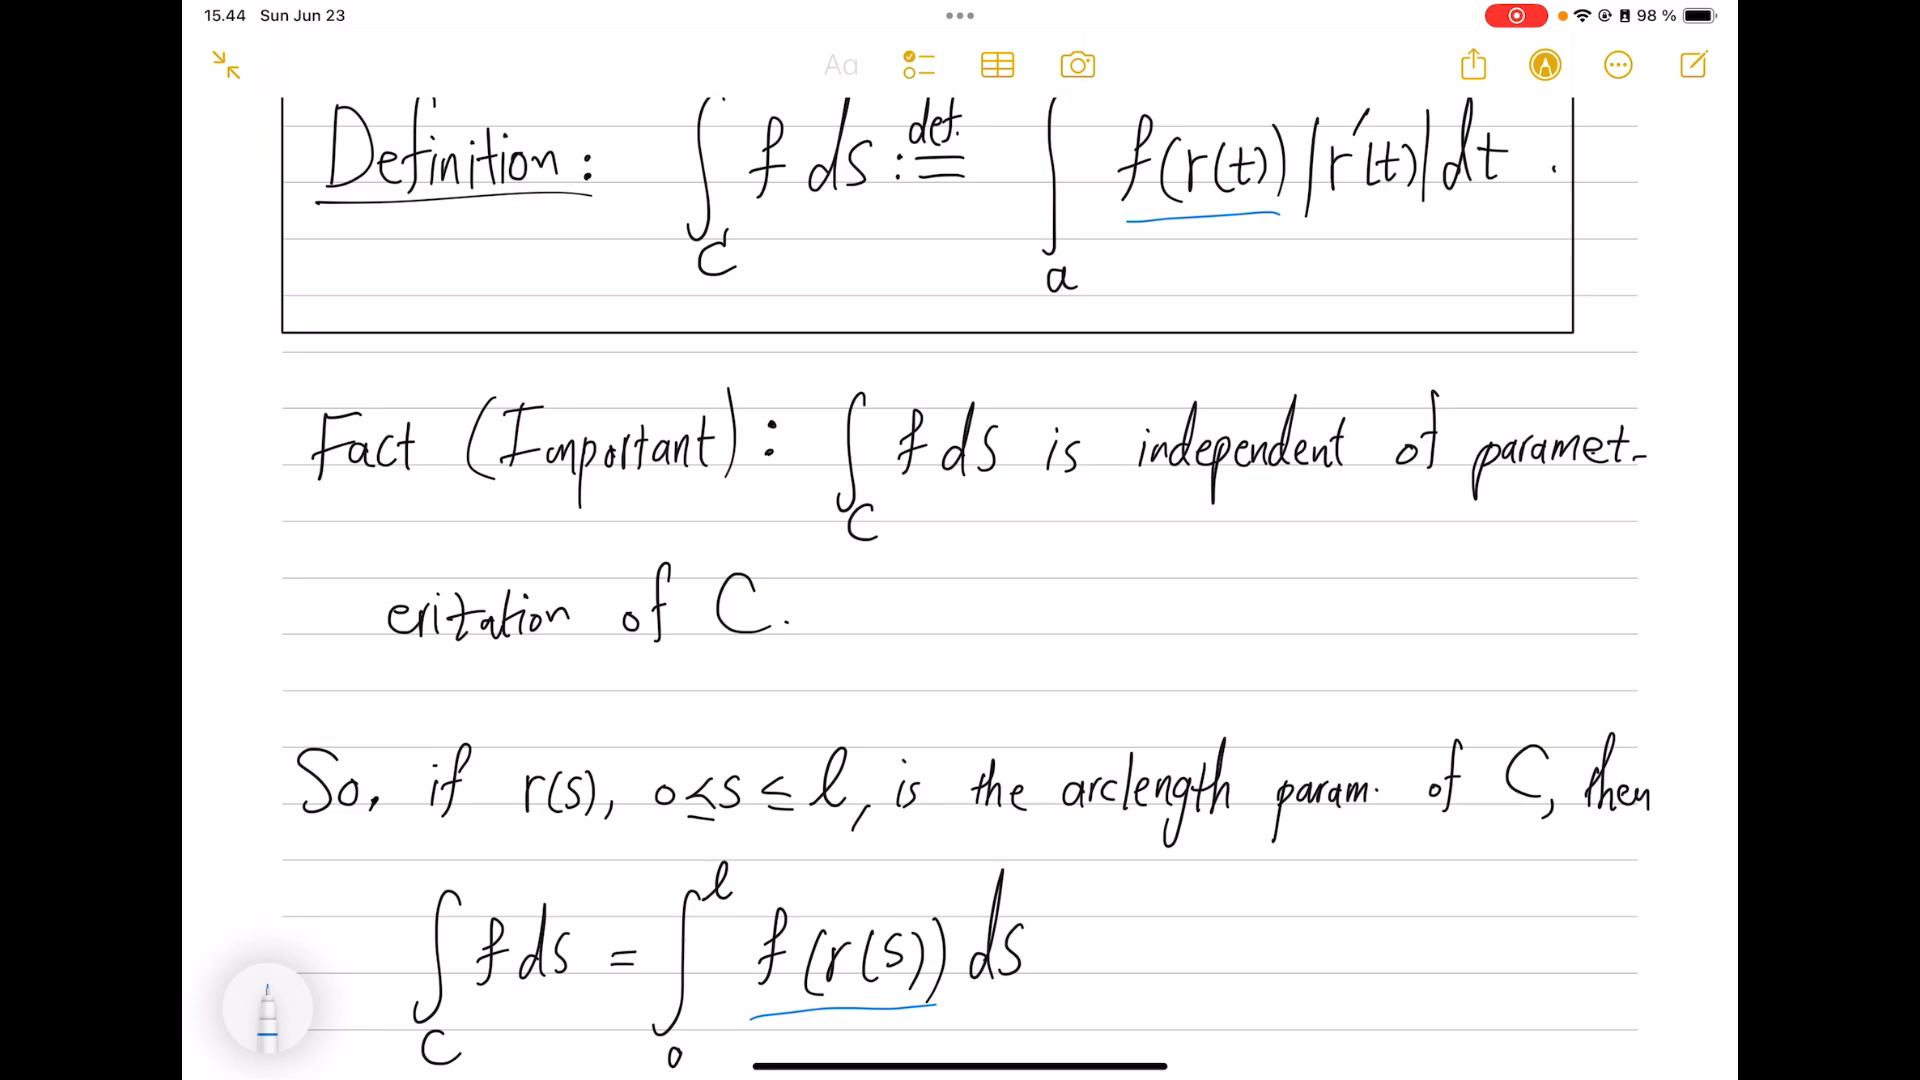 15.44 Sun Jun 23
98 %
Aa
Definition: ∫_C f ds :≝ ∫_a f(r(t)) |r′(t)| dt .
Fact (Important): ∫_C f ds is independent of paramet-
erization of C.
So, if r(s), 0≤s≤l, is the arclength param. of C, then
∫_C f ds = ∫_0^l f(r(s)) ds